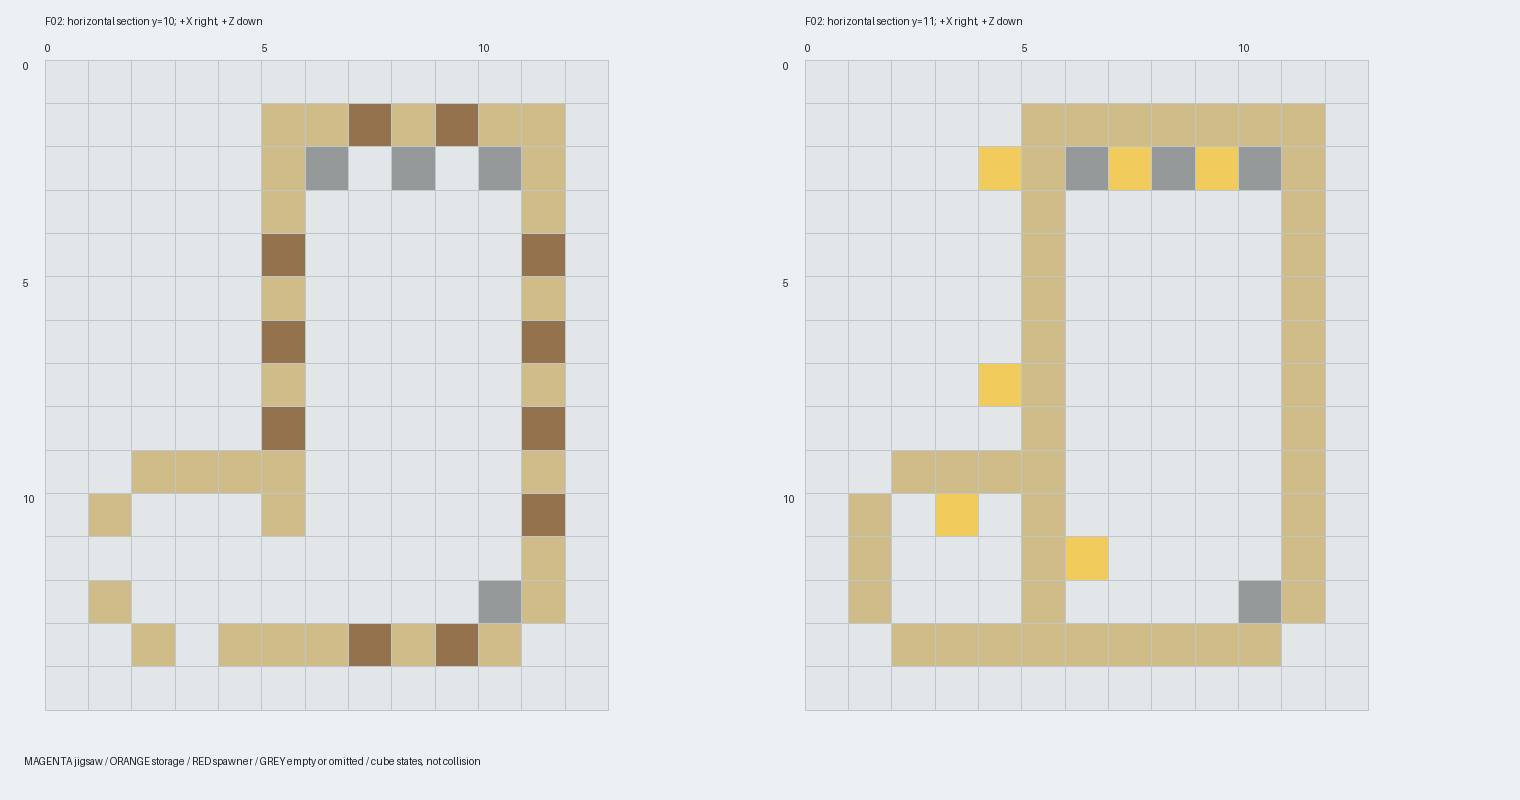 F02: horizontal section y=10; +X right, +Z down
F02: horizontal section y=11; +X right, +Z down
0 5 10
0 5 10
0
0
5
5
10
10
MAGENTA jigsaw / ORANGE storage / RED spawner / GREY empty or omitted / cube states, not collision